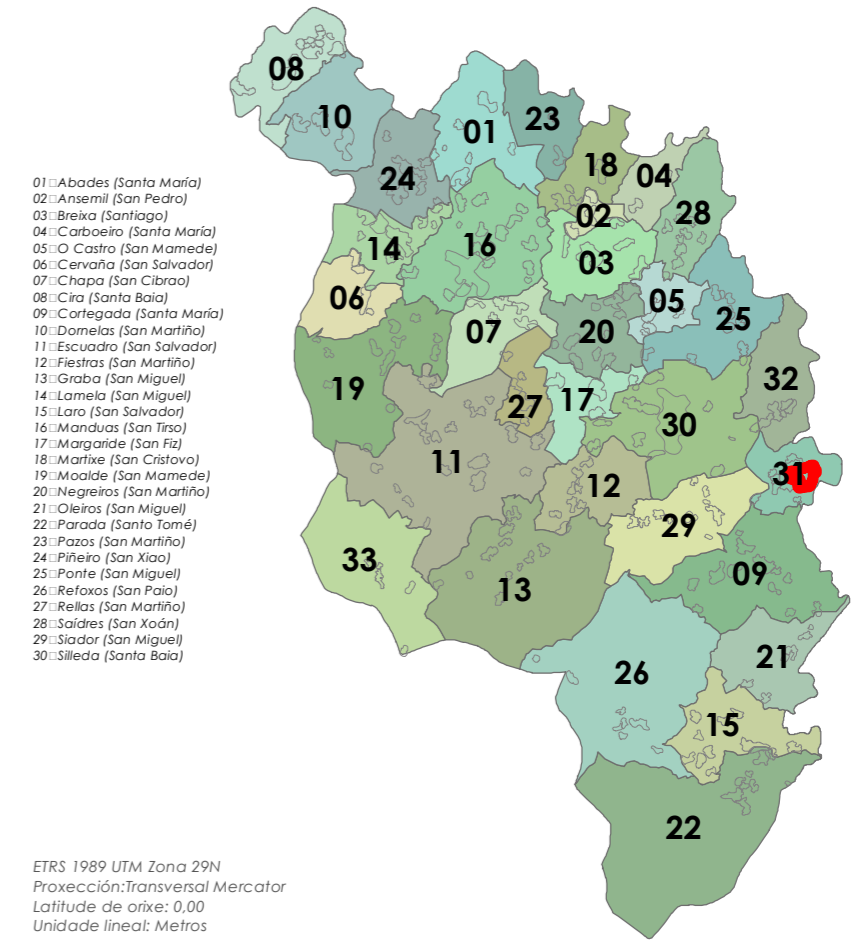 08
10
01
23
18
04
24
02
28
14
16
03
06
05
07
20
25
32
19
27
17
30
11
12
31
29
33
13
09
26
21
15
22
01□Abades (Santa María)
02□Ansemil (San Pedro)
03□Breixa (Santiago)
04□Carboeiro (Santa María)
05□O Castro (San Mamede)
06□Cervaña (San Salvador)
07□Chapa (San Cibrao)
08□Cira (Santa Baia)
09□Cortegada (Santa María)
10□Dornelas (San Martiño)
11□Escuadro (San Salvador)
12□Fiestras (San Martiño)
13□Graba (San Miguel)
14□Lamela (San Miguel)
15□Laro (San Salvador)
16□Manduas (San Tirso)
17□Margaride (San Fiz)
18□Martixe (San Cristovo)
19□Moalde (San Mamede)
20□Negreiros (San Martiño)
21□Oleiros (San Miguel)
22□Parada (Santo Tomé)
23□Pazos (San Martiño)
24□Piñeiro (San Xiao)
25□Ponte (San Miguel)
26□Refoxos (San Paio)
27□Rellas (San Martiño)
28□Saídres (San Xoán)
29□Siador (San Miguel)
30□Silleda (Santa Baia)
ETRS 1989 UTM Zona 29N
Proxección:Transversal Mercator
Latitude de orixe: 0,00
Unidade lineal: Metros